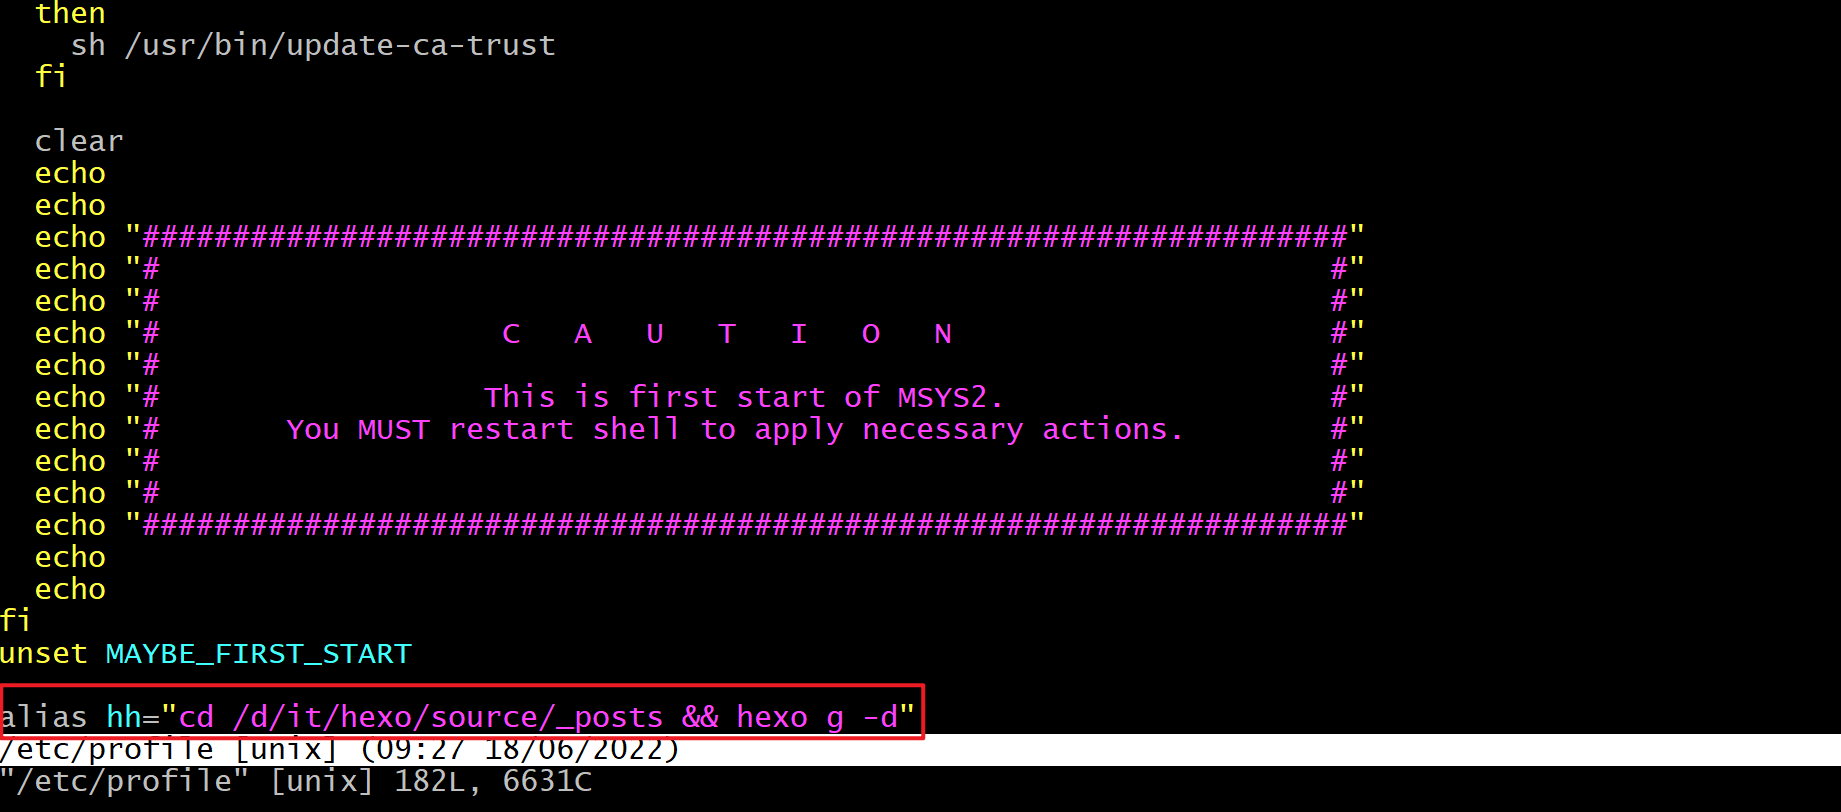 then
sh /usr/bin/update-ca-trust
fi
clear
echo
echo
echo "###################################################################"
echo "#                                                                 #"
echo "#                                                                 #"
echo "#                   C   A   U   T   I   O   N                     #"
echo "#                                                                 #"
echo "#                  This is first start of MSYS2.                  #"
echo "#       You MUST restart shell to apply necessary actions.        #"
echo "#                                                                 #"
echo "#                                                                 #"
echo "###################################################################"
echo
echo
fi
unset MAYBE_FIRST_START
alias hh="cd /d/it/hexo/source/_posts && hexo g -d"
/etc/profile [unix] (09:27 18/06/2022)
"/etc/profile" [unix] 182L, 6631C